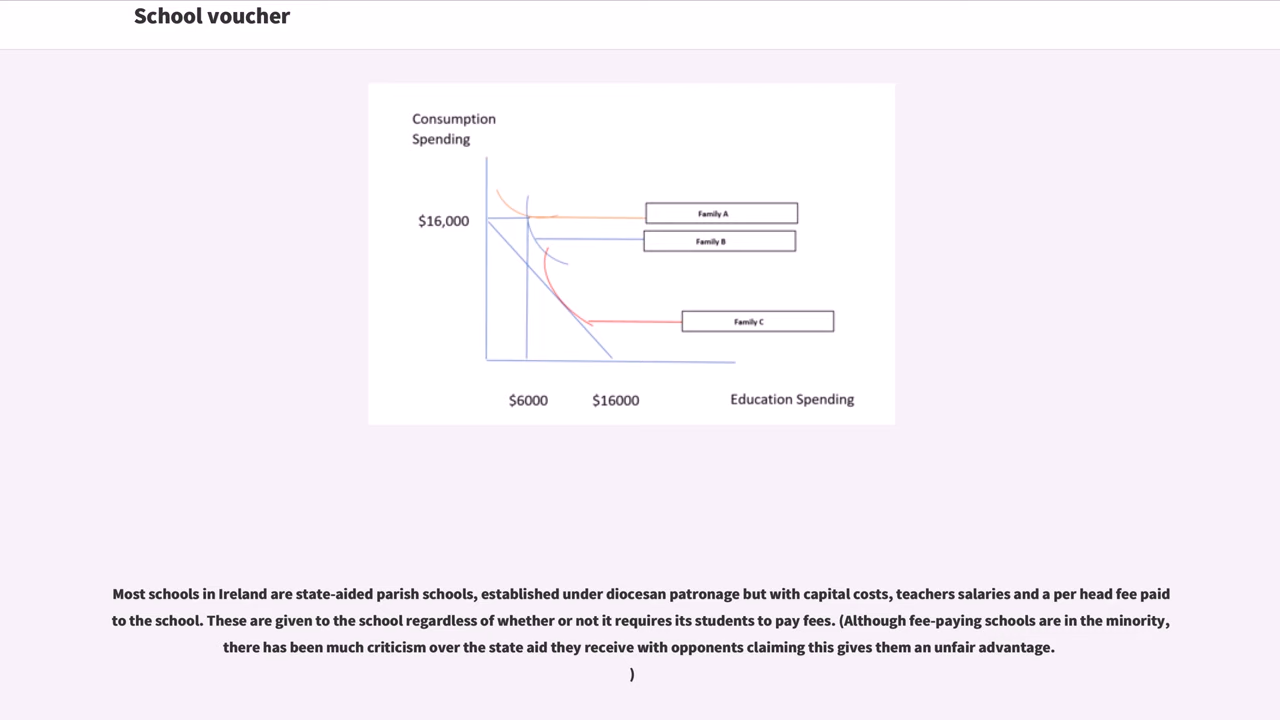 School voucher
Consumption
Spending
$16,000
Family A
Family B
Family C
$6000
$16000
Education Spending
Most schools in Ireland are state-aided parish schools, established under diocesan patronage but with capital costs, teachers salaries and a per head fee paid
to the school. These are given to the school regardless of whether or not it requires its students to pay fees. (Although fee-paying schools are in the minority,
there has been much criticism over the state aid they receive with opponents claiming this gives them an unfair advantage.
)